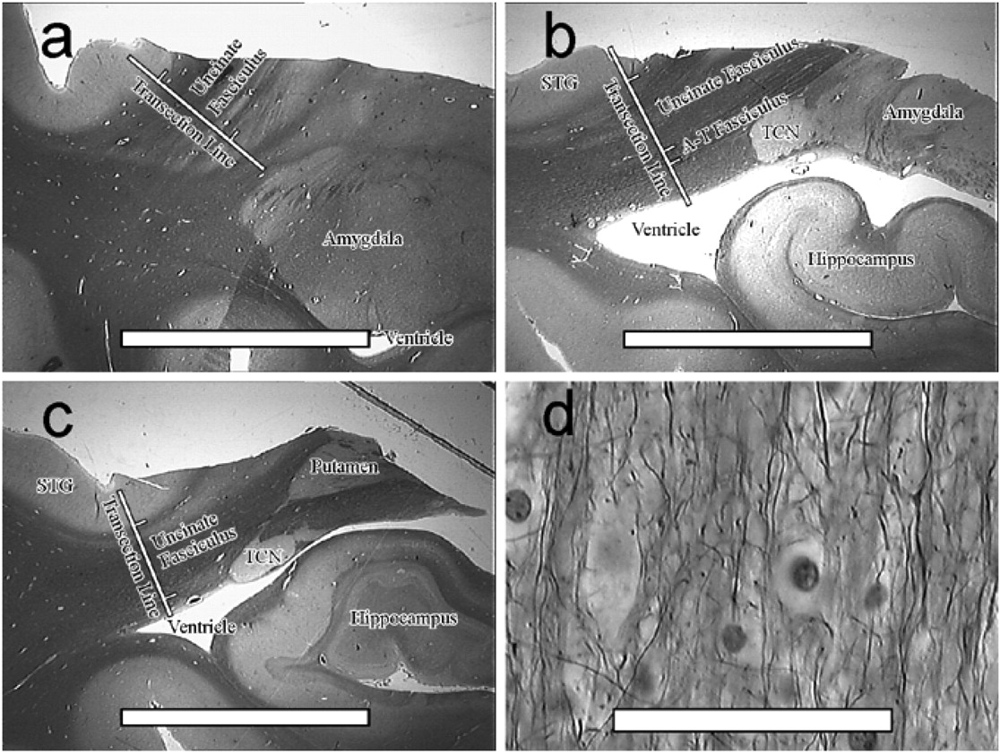 a
Uncinate
Fasciculus
Transection Line
Amygdala
Ventricle
b
STG
Uncinate Fasciculus
A-T Fasciculus
Transection Line
TCN
Amygdala
Ventricle
Hippocampus
c
STG
Putamen
Transection Line
Uncinate
Fasciculus
TCN
Ventricle
Hippocampus
d